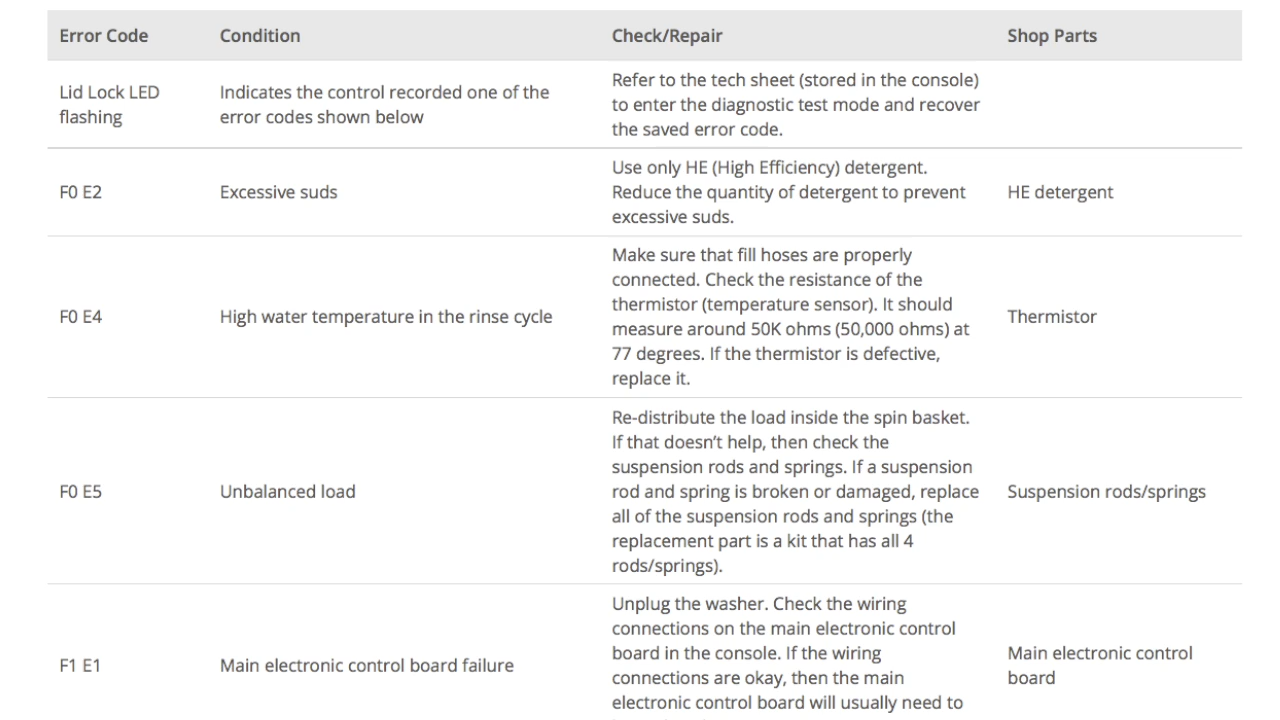 Error Code Condition Check/Repair Shop Parts
Lid Lock LED
flashing
Indicates the control recorded one of the
error codes shown below
Refer to the tech sheet (stored in the console)
to enter the diagnostic test mode and recover
the saved error code.
F0 E2
Excessive suds
Use only HE (High Efficiency) detergent.
Reduce the quantity of detergent to prevent
excessive suds.
HE detergent
F0 E4
High water temperature in the rinse cycle
Make sure that fill hoses are properly
connected. Check the resistance of the
thermistor (temperature sensor). It should
measure around 50K ohms (50,000 ohms) at
77 degrees. If the thermistor is defective,
replace it.
Thermistor
F0 E5
Unbalanced load
Re-distribute the load inside the spin basket.
If that doesn’t help, then check the
suspension rods and springs. If a suspension
rod and spring is broken or damaged, replace
all of the suspension rods and springs (the
replacement part is a kit that has all 4
rods/springs).
Suspension rods/springs
F1 E1
Main electronic control board failure
Unplug the washer. Check the wiring
connections on the main electronic control
board in the console. If the wiring
connections are okay, then the main
electronic control board will usually need to
Main electronic control
board